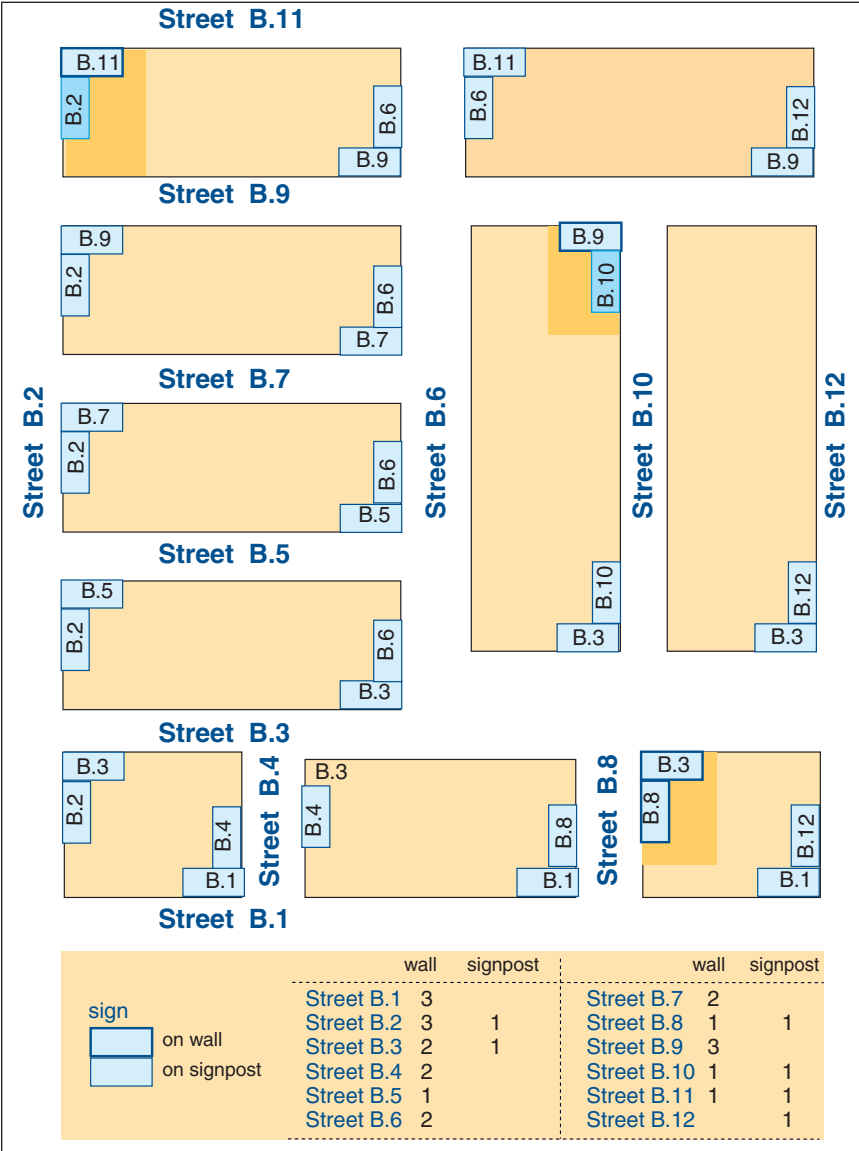 Street B.11
B.11
B.2
B.6
B.9
B.11
B.6
B.12
B.9
Street B.9
B.9
B.2
B.6
B.7
B.9
B.10
Street B.2
Street B.7
Street B.6
Street B.10
Street B.12
B.7
B.2
B.6
B.5
Street B.5
B.5
B.2
B.6
B.3
B.10
B.3
B.12
B.3
Street B.3
B.3
B.2
B.4
B.1
Street B.4
B.3
B.4
B.8
B.1
Street B.8
B.3
B.8
B.12
B.1
Street B.1
sign
on wall
on signpost
wall signpost
Street B.1 3
Street B.2 3 1
Street B.3 2 1
Street B.4 2
Street B.5 1
Street B.6 2
wall signpost
Street B.7 2
Street B.8 1 1
Street B.9 3
Street B.10 1 1
Street B.11 1 1
Street B.12 1